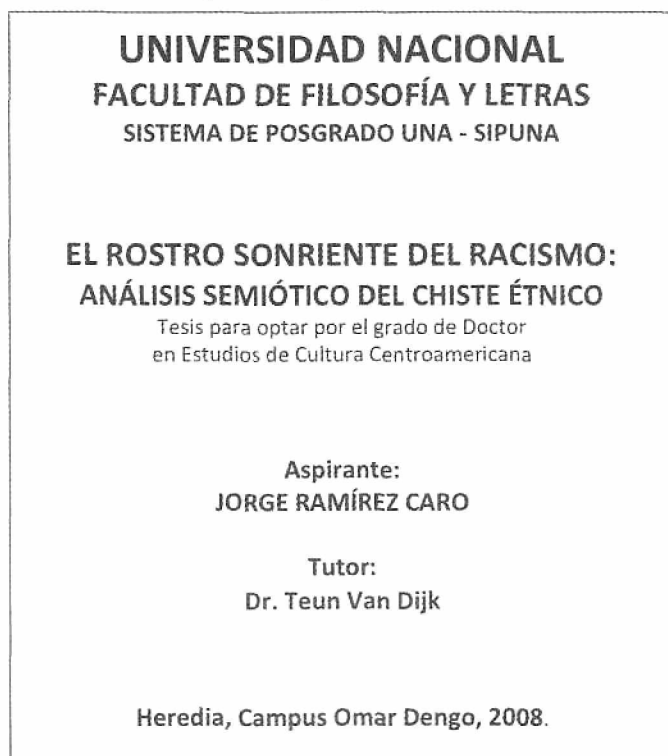 UNIVERSIDAD NACIONAL
FACULTAD DE FILOSOFÍA Y LETRAS
SISTEMA DE POSGRADO UNA - SIPUNA
EL ROSTRO SONRIENTE DEL RACISMO:
ANÁLISIS SEMIÓTICO DEL CHISTE ÉTNICO
Tesis para optar por el grado de Doctor
en Estudios de Cultura Centroamericana
Aspirante:
JORGE RAMÍREZ CARO
Tutor:
Dr. Teun Van Dijk
Heredia, Campus Omar Dengo, 2008.